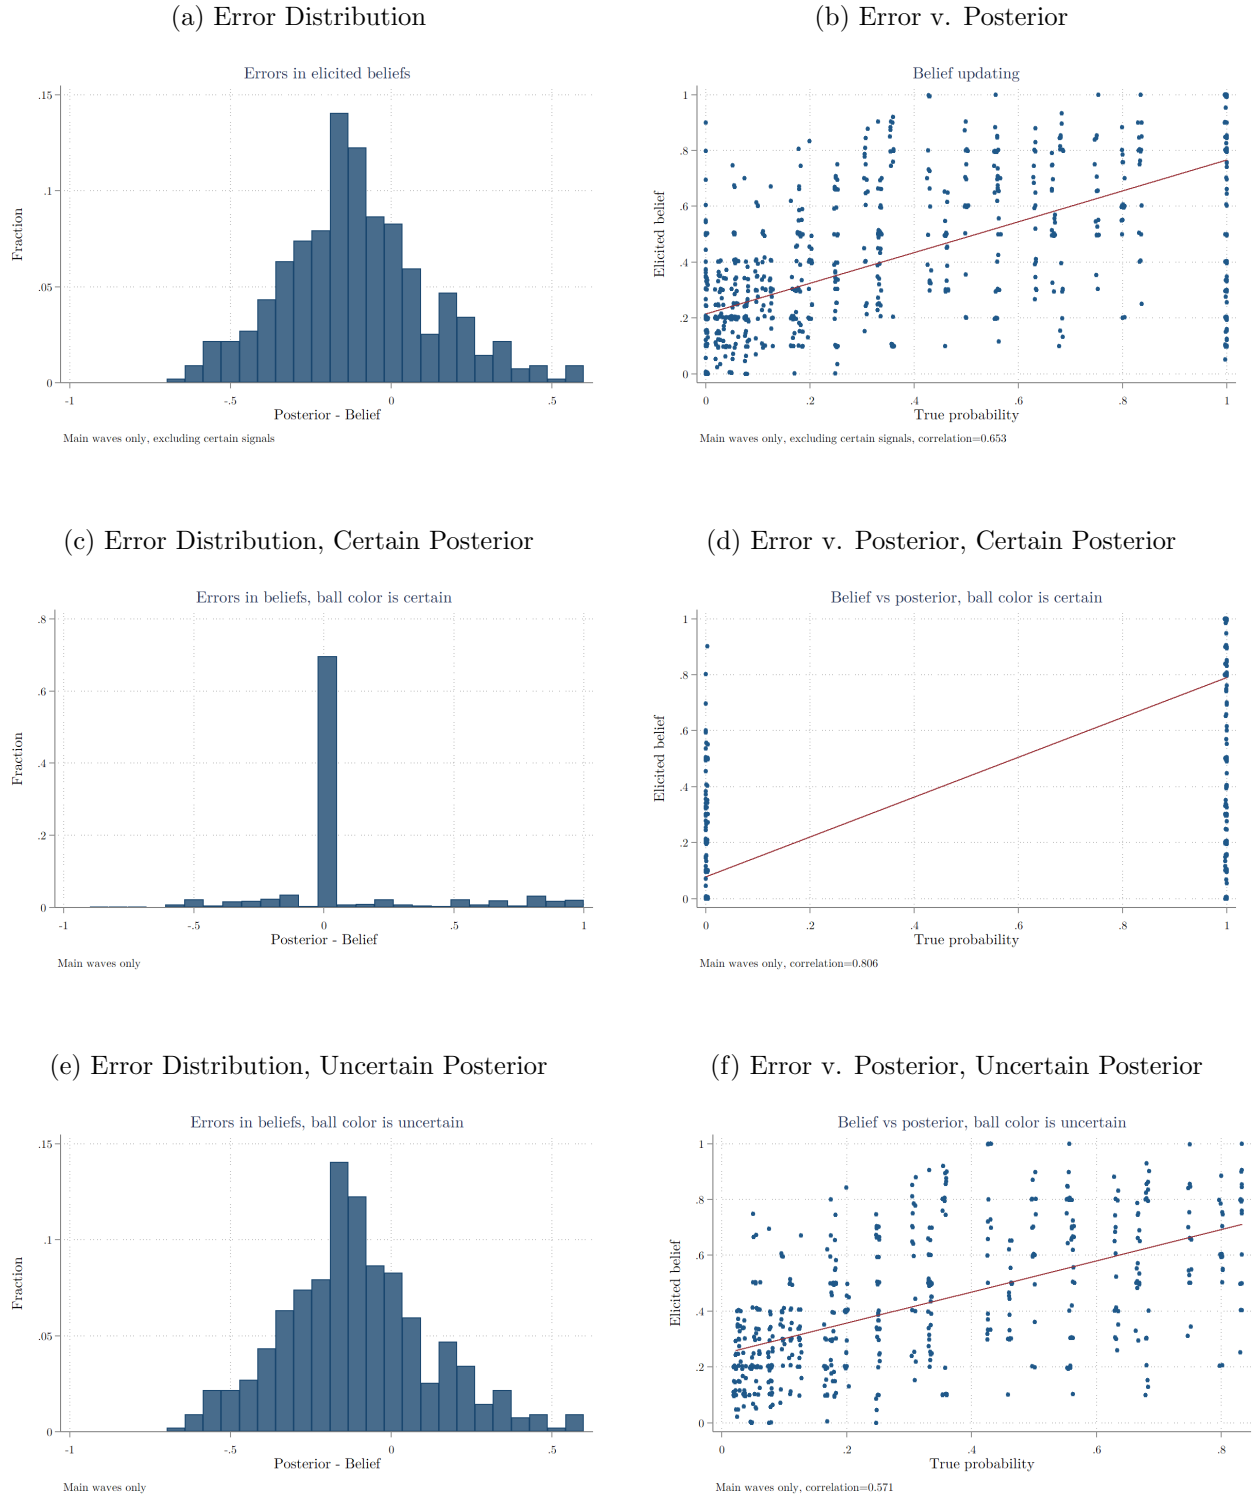 (a) Error Distribution
Errors in elicited beliefs
.15
.1
.05
0
Fraction
-1
-.5
0
.5
Posterior - Belief
Main waves only, excluding certain signals
(b) Error v. Posterior
Belief updating
1
.8
.6
.4
.2
0
Elicited belief
0
.2
.4
.6
.8
1
True probability
Main waves only, excluding certain signals, correlation=0.653
(c) Error Distribution, Certain Posterior
Errors in beliefs, ball color is certain
.8
.6
.4
.2
0
Fraction
-1
-.5
0
.5
1
Posterior - Belief
Main waves only
(d) Error v. Posterior, Certain Posterior
Belief vs posterior, ball color is certain
1
.8
.6
.4
.2
0
Elicited belief
0
.2
.4
.6
.8
1
True probability
Main waves only, correlation=0.806
(e) Error Distribution, Uncertain Posterior
Errors in beliefs, ball color is uncertain
.15
.1
.05
0
Fraction
-1
-.5
0
.5
Posterior - Belief
Main waves only
(f) Error v. Posterior, Uncertain Posterior
Belief vs posterior, ball color is uncertain
1
.8
.6
.4
.2
0
Elicited belief
0
.2
.4
.6
.8
True probability
Main waves only, correlation=0.571